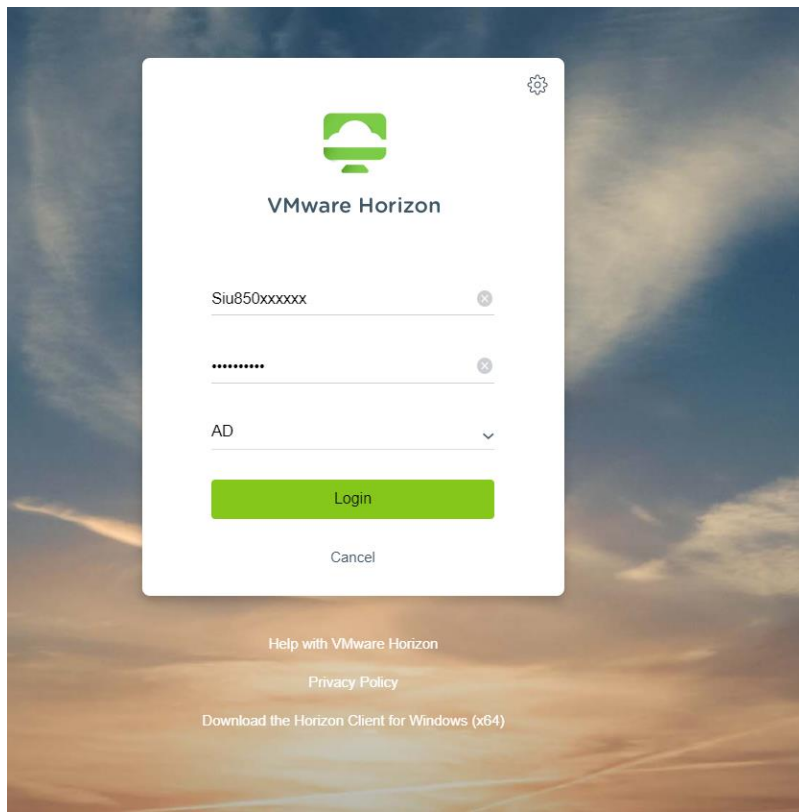 VMware Horizon
Siu850xxxxxx
••••••••••
AD
Login
Cancel
Help with VMware Horizon
Privacy Policy
Download the Horizon Client for Windows (x64)